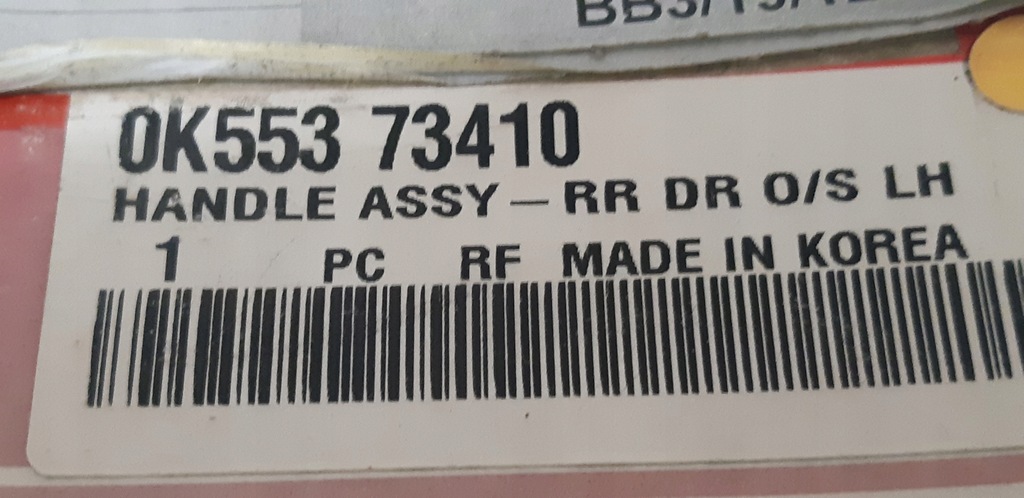 0K553 73410
HANDLE ASSY — RR DR O/S LH
1 PC RF MADE IN KOREA